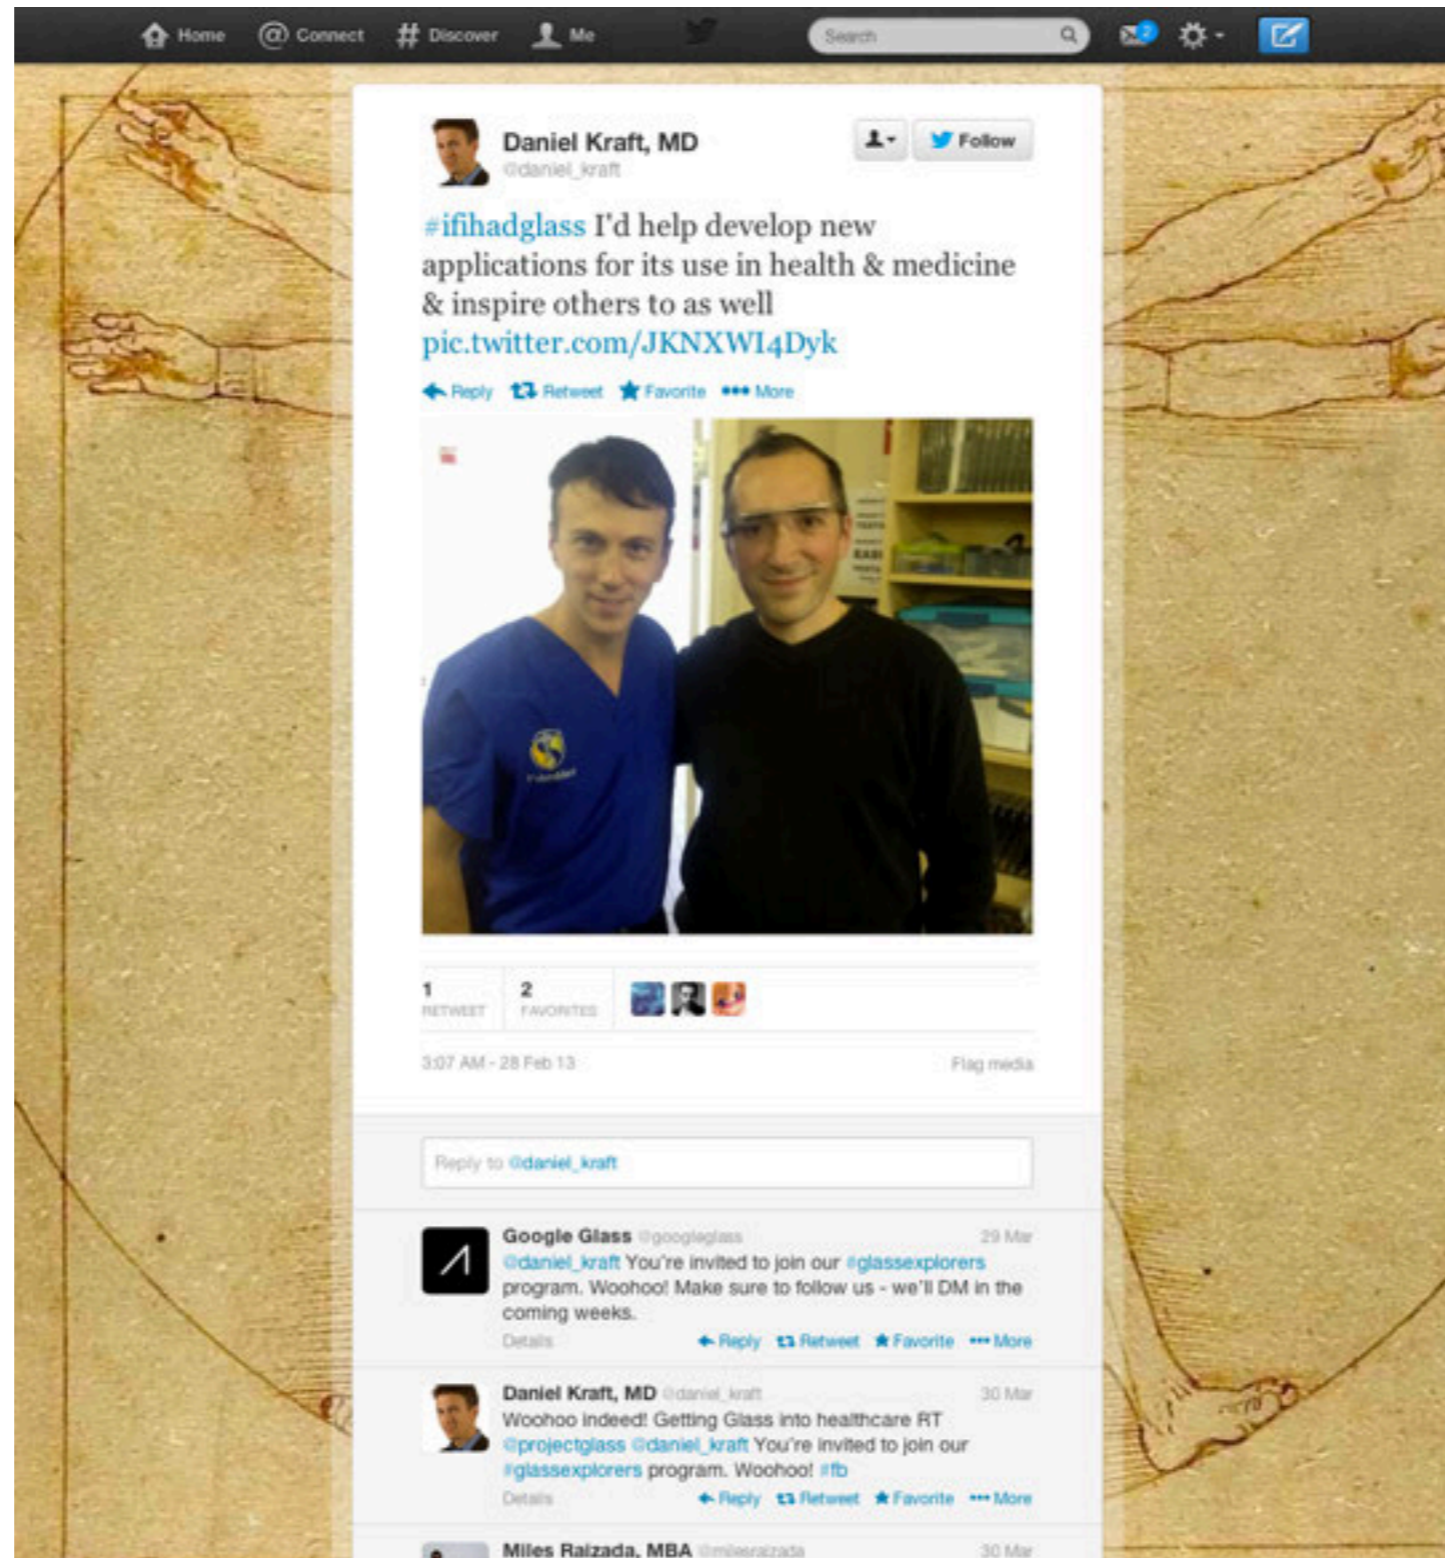 Home @ Connect # Discover Me
Search
2
Daniel Kraft, MD
@daniel_kraft
Follow
#ifihadglass I'd help develop new
applications for its use in health & medicine
& inspire others to as well
pic.twitter.com/JKNXWI4Dyk
Reply Retweet Favorite More
1
RETWEET
2
FAVORITES
3:07 AM - 28 Feb 13
Flag media
Reply to @daniel_kraft
Google Glass @googleglass 29 Mar
@daniel_kraft You're invited to join our #glassexplorers
program. Woohoo! Make sure to follow us - we'll DM in the
coming weeks.
Details Reply Retweet Favorite More
Daniel Kraft, MD @daniel_kraft 30 Mar
Woohoo indeed! Getting Glass into healthcare RT
@projectglass @daniel_kraft You're invited to join our
#glassexplorers program. Woohoo! #fb
Details Reply Retweet Favorite More
Miles Raizada, MBA @milesraizada 30 Mar